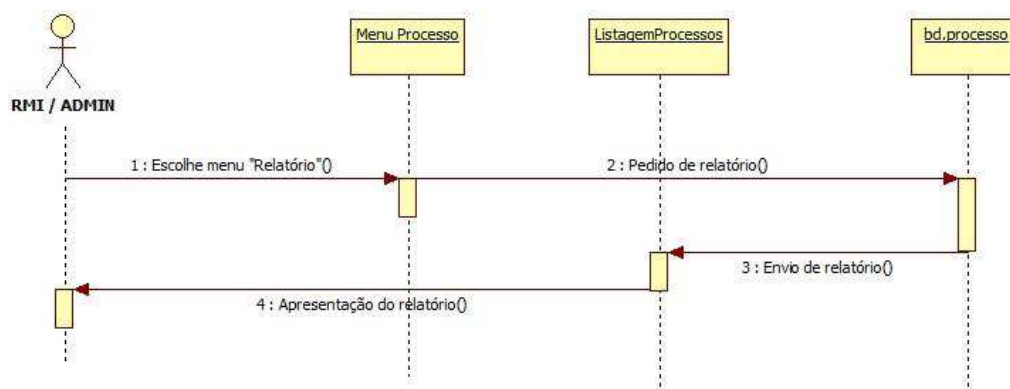 Menu Processo
ListagemProcessos
bd.processo
RMI / ADMIN
1 : Escolhe menu "Relatório"()
2 : Pedido de relatório()
3 : Envio de relatório()
4 : Apresentação do relatório()